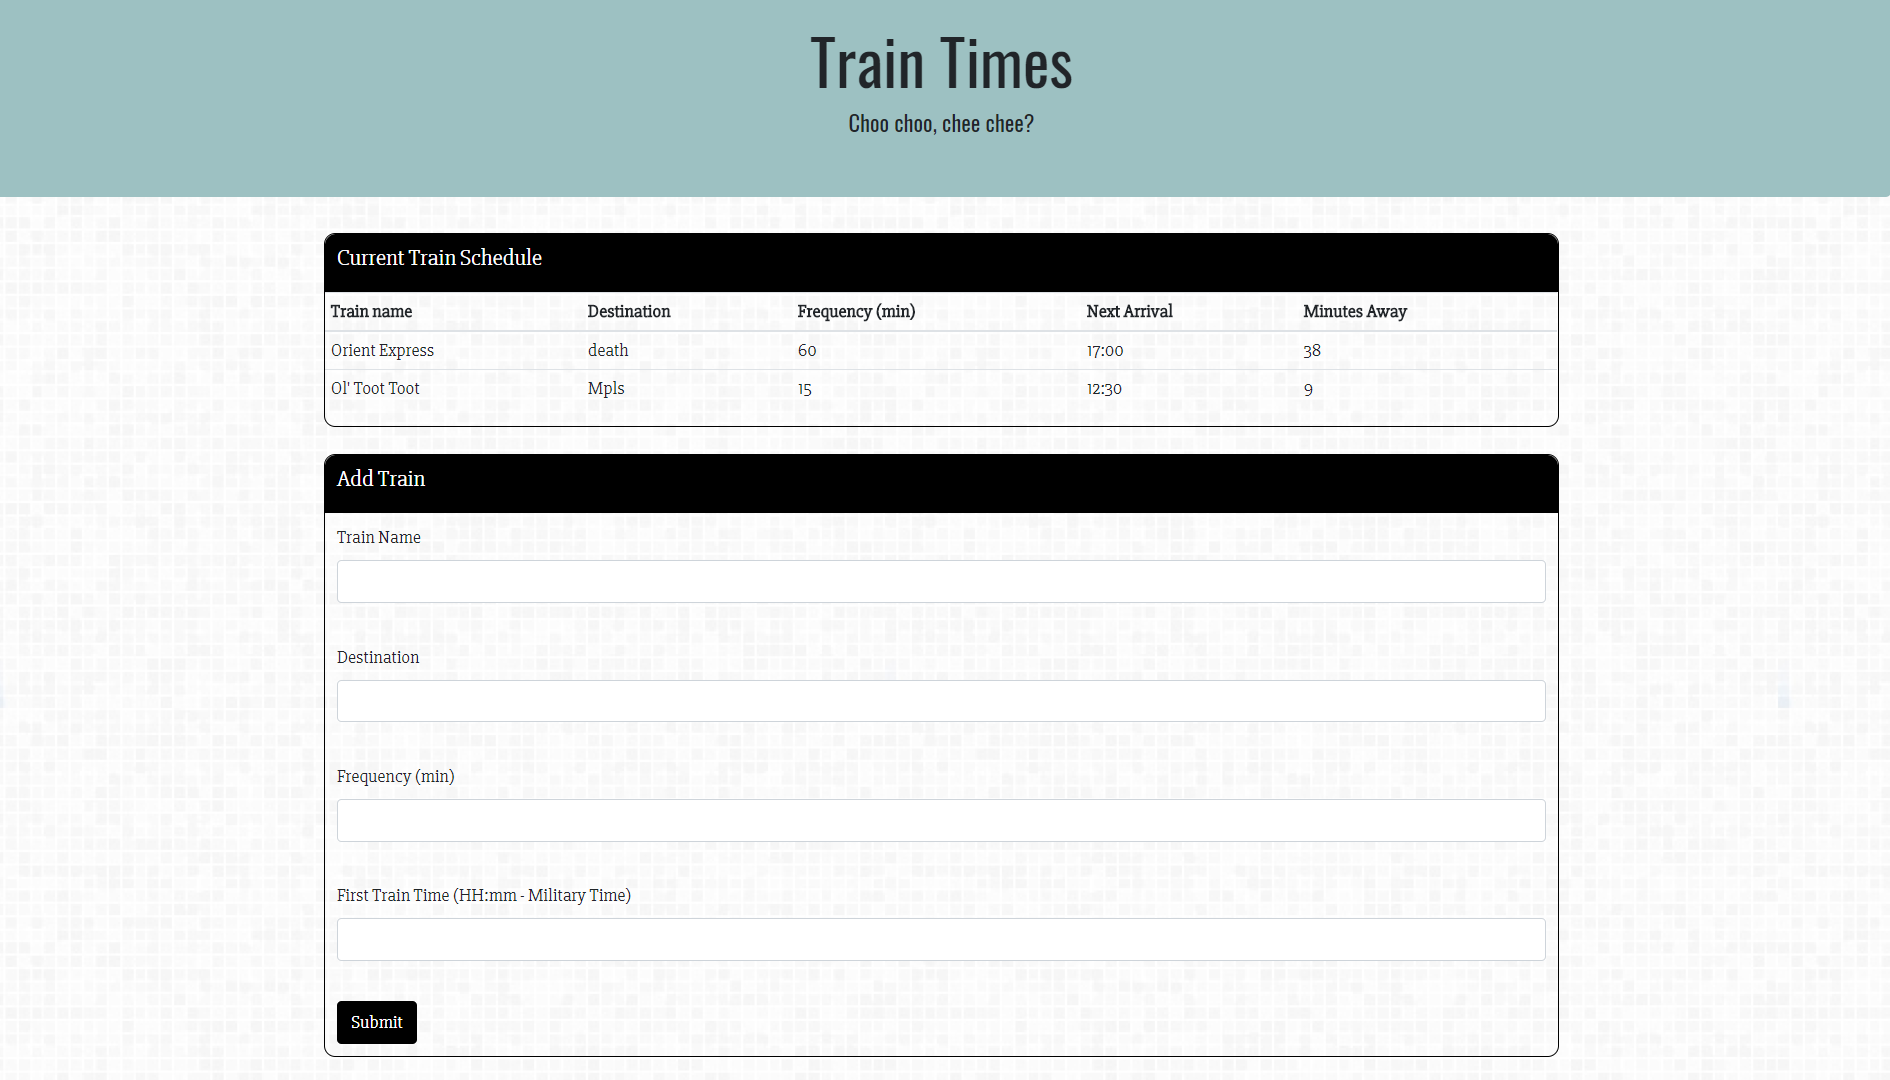 Train Times
Choo choo, chee chee?
Current Train Schedule
Train name Destination Frequency (min) Next Arrival Minutes Away
Orient Express death 60 17:00 38
Ol' Toot Toot Mpls 15 12:30 9
Add Train
Train Name
Destination
Frequency (min)
First Train Time (HH:mm - Military Time)
Submit